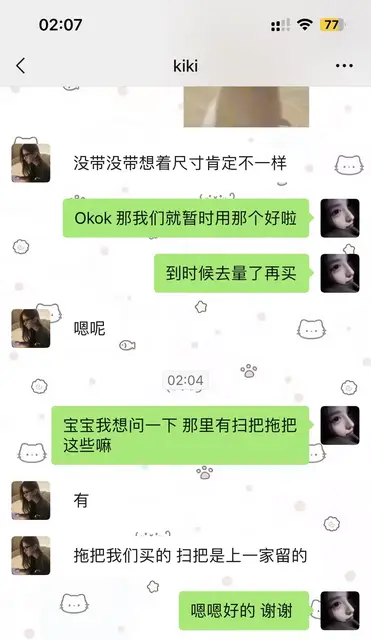 02:07
77
kiki
没带没带想着尺寸肯定不一样
Okok 那我们就暂时用那个好啦
到时候去量了再买
嗯呢
02:04
宝宝我想问一下 那里有扫把拖把
这些嘛
有
拖把我们买的 扫把是上一家留的
嗯嗯好的 谢谢